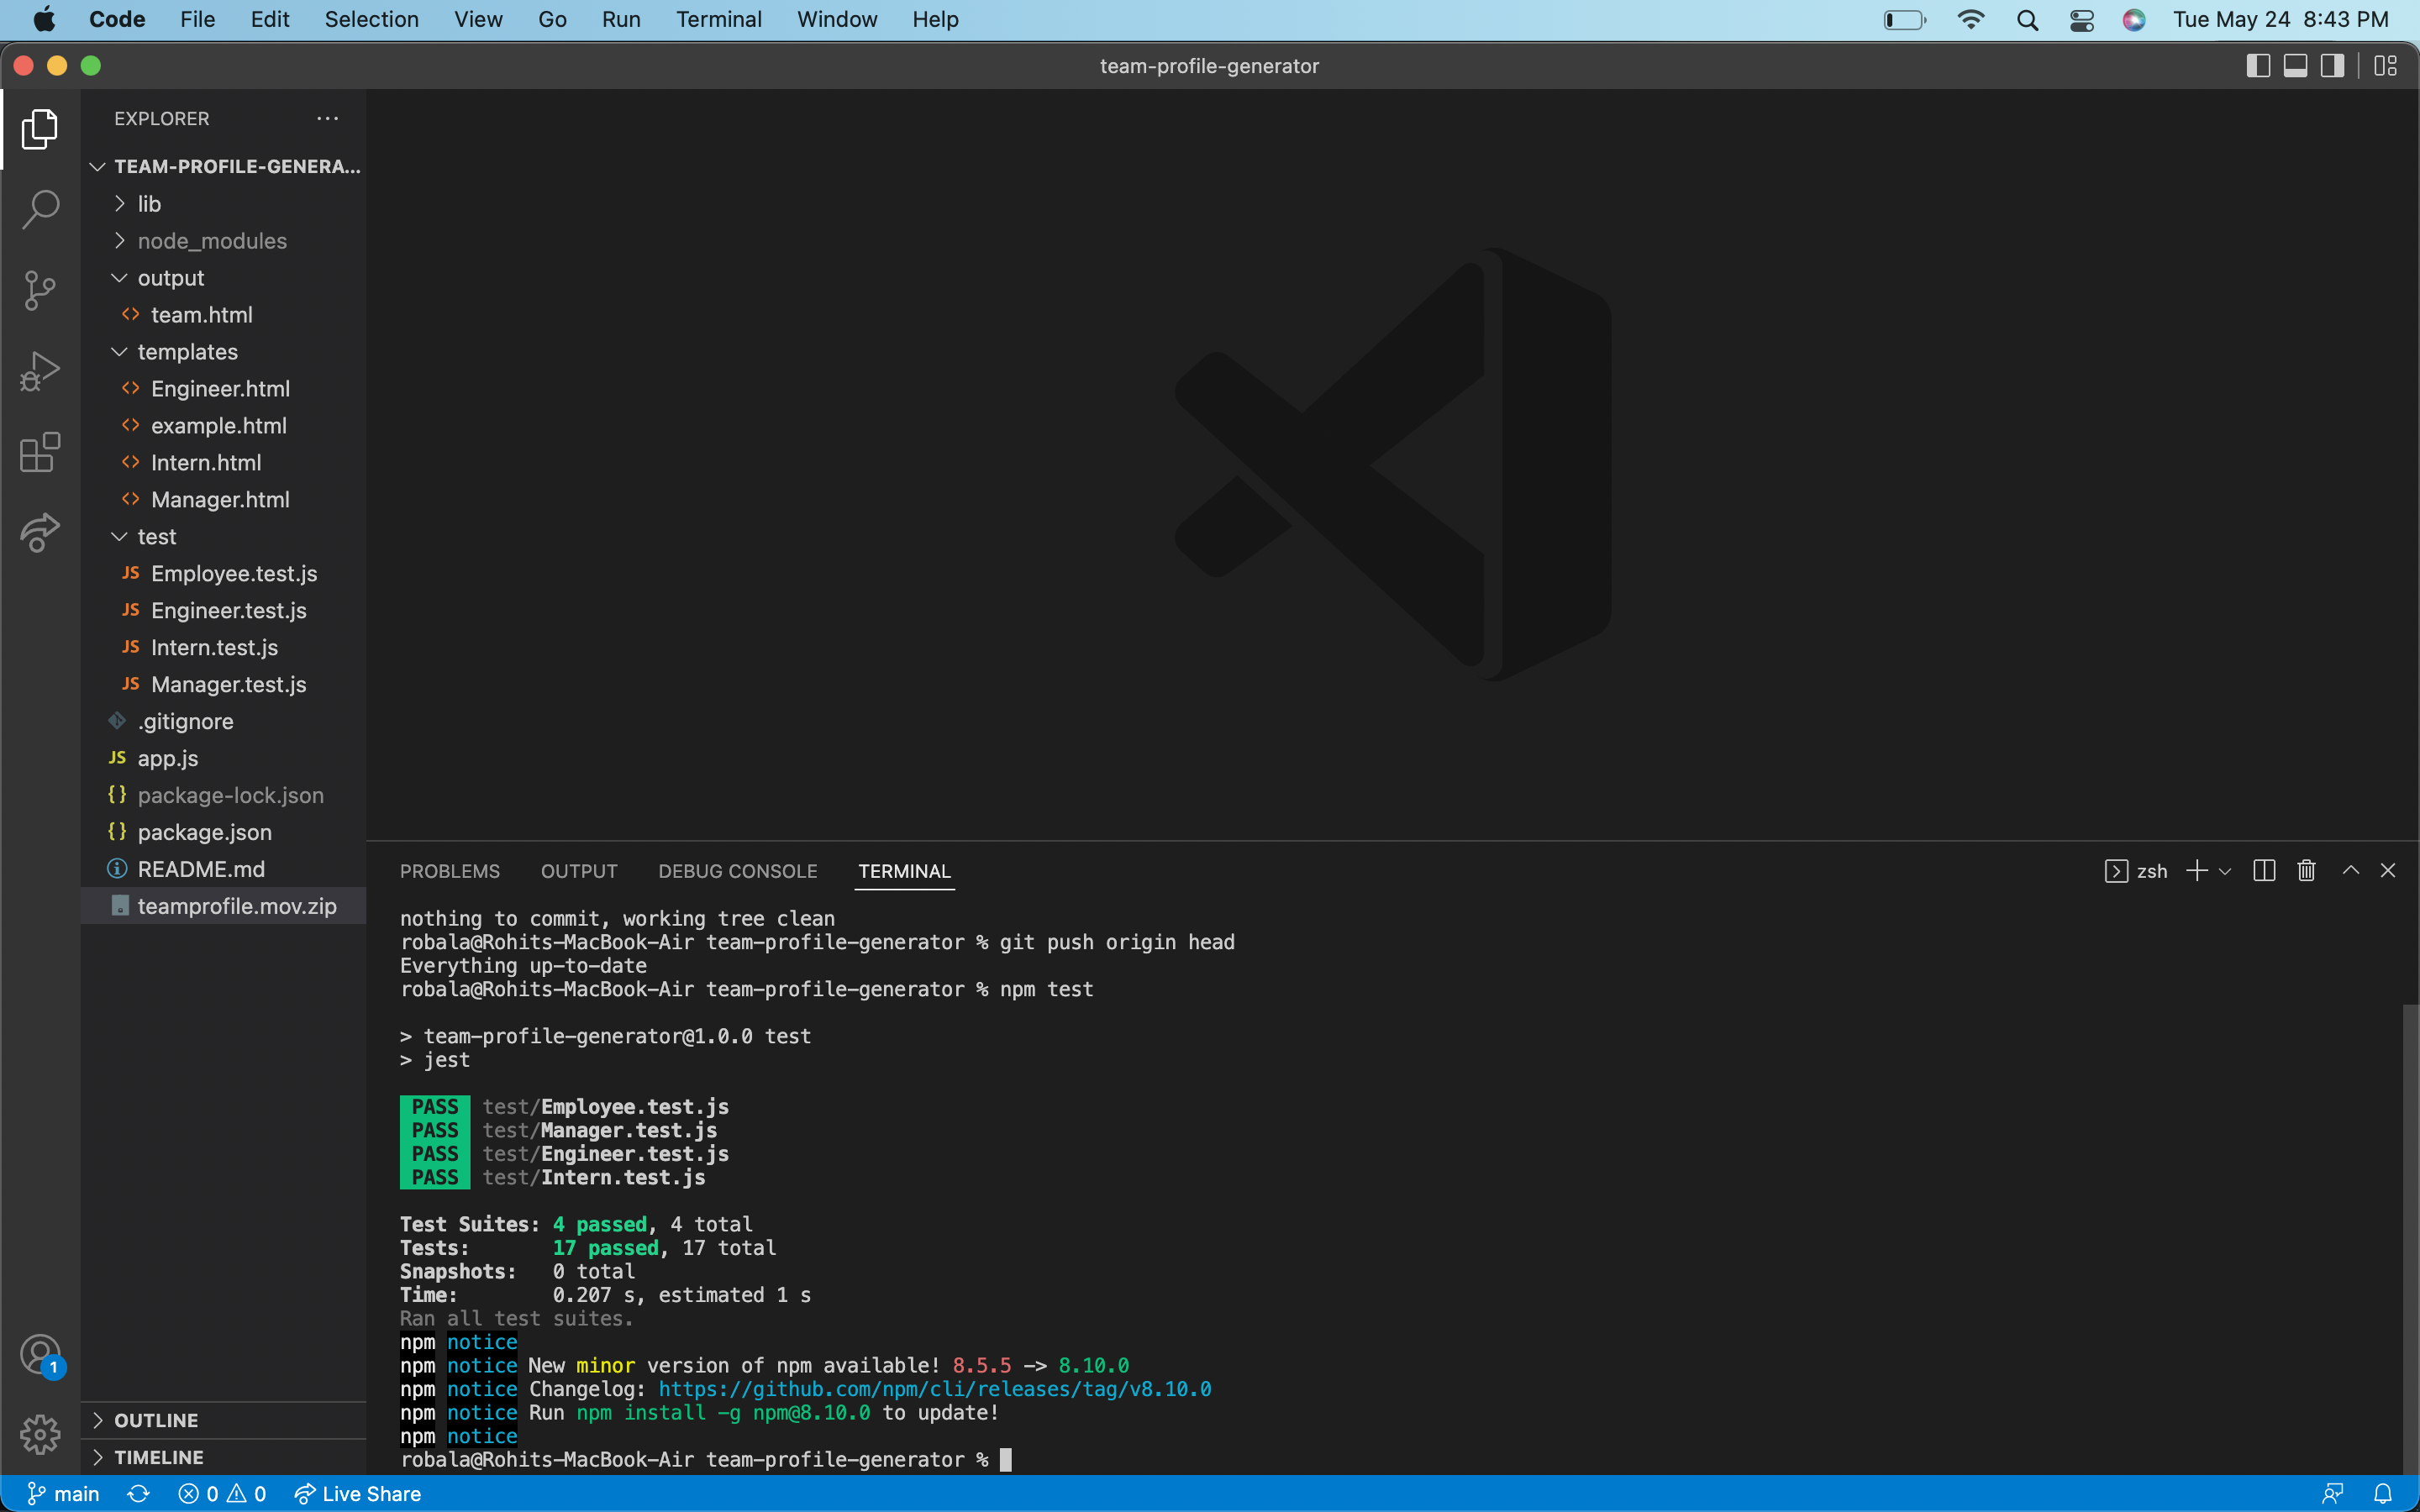 Code File Edit Selection View Go Run Terminal Window Help Tue May 24 8:43 PM
team-profile-generator
EXPLORER
TEAM-PROFILE-GENERA...
lib
node_modules
output
<> team.html
templates
<> Engineer.html
<> example.html
<> Intern.html
<> Manager.html
test
JS Employee.test.js
JS Engineer.test.js
JS Intern.test.js
JS Manager.test.js
.gitignore
JS app.js
{} package-lock.json
{} package.json
README.md
teamprofile.mov.zip
OUTLINE
TIMELINE
1
PROBLEMS OUTPUT DEBUG CONSOLE TERMINAL zsh
nothing to commit, working tree clean
robala@Rohits-MacBook-Air team-profile-generator % git push origin head
Everything up-to-date
robala@Rohits-MacBook-Air team-profile-generator % npm test
> team-profile-generator@1.0.0 test
> jest
PASS test/Employee.test.js
PASS test/Manager.test.js
PASS test/Engineer.test.js
PASS test/Intern.test.js
Test Suites: 4 passed, 4 total
Tests: 17 passed, 17 total
Snapshots: 0 total
Time: 0.207 s, estimated 1 s
Ran all test suites.
npm notice
npm notice New minor version of npm available! 8.5.5 -> 8.10.0
npm notice Changelog: https://github.com/npm/cli/releases/tag/v8.10.0
npm notice Run npm install -g npm@8.10.0 to update!
npm notice
robala@Rohits-MacBook-Air team-profile-generator %
main 0 0 Live Share